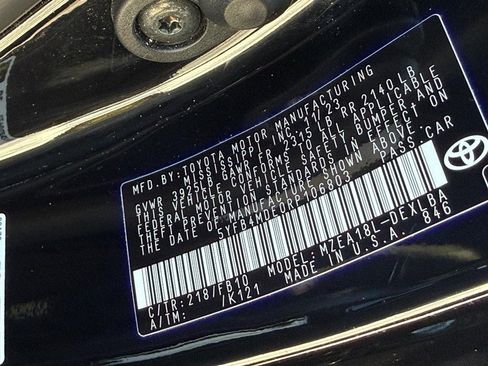 MFD.BY:TOYOTA MOTOR MANUFACTURING
MISSISSIPPI, INC. 11/23
GVWR 3925LB GAWR FR 2315 LB RR 2140 LB
THIS VEHICLE CONFORMS TO ALL APPLICABLE
FEDERAL MOTOR VEHICLE SAFETY, BUMPER, AND
THEFT PREVENTION STANDARDS IN EFFECT ON
THE DATE OF MANUFACTURE SHOWN ABOVE.
5YFB4MDE0RP106803 PASS. CAR
C/TR:218/FB10 MODEL:MZEA18L-DEXLBA
A/TM: /K121 U.S.A. 846
TOYOTA